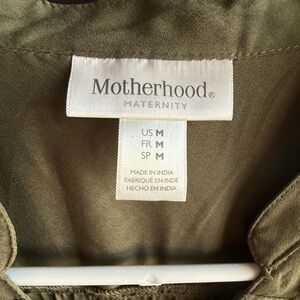 Motherhood®
MATERNITY
US M
FR M
SP M
MADE IN INDIA
FABRIQUÉ EN INDE
HECHO EN INDIA